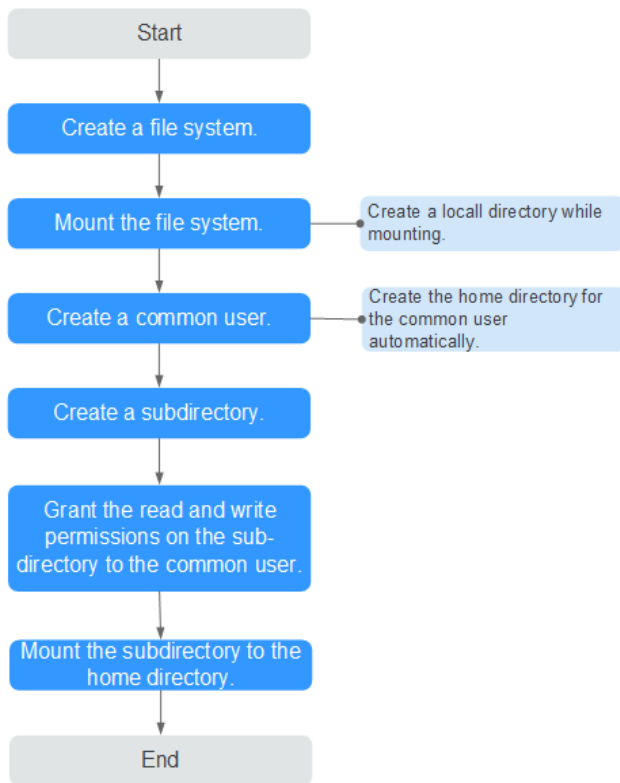 Start
Create a file system.
Mount the file system.
Create a locall directory while
mounting.
Create a common user.
Create the home directory for
the common user
automatically.
Create a subdirectory.
Grant the read and write
permissions on the sub-
directory to the common user.
Mount the subdirectory to the
home directory.
End